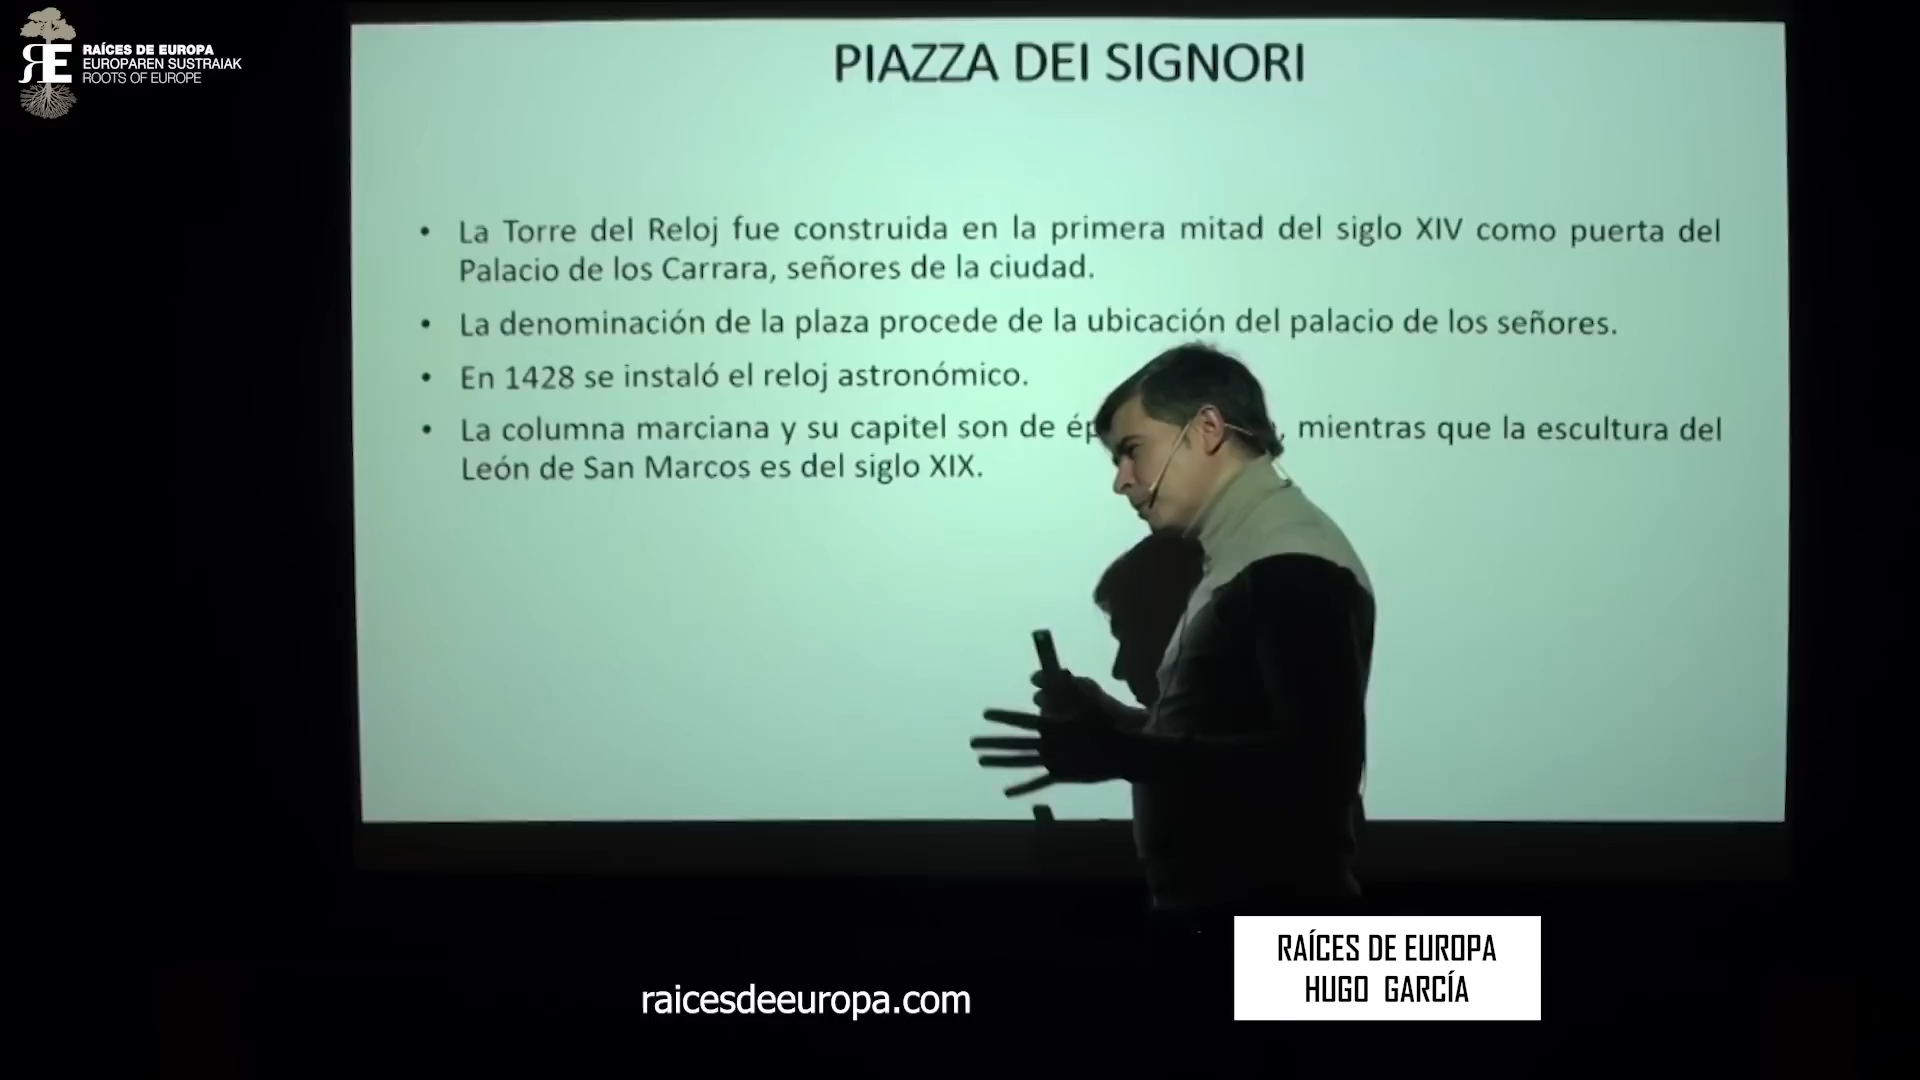 RAÍCES DE EUROPA
EUROPAREN SUSTRAIAK
ROOTS OF EUROPE
PIAZZA DEI SIGNORI
• La Torre del Reloj fue construida en la primera mitad del siglo XIV como puerta del
Palacio de los Carrara, señores de la ciudad.
• La denominación de la plaza procede de la ubicación del palacio de los señores.
• En 1428 se instaló el reloj astronómico.
• La columna marciana y su capitel son de , mientras que la escultura del
León de San Marcos es del siglo XIX.
raicesdeeuropa.com
RAÍCES DE EUROPA
HUGO GARCÍA